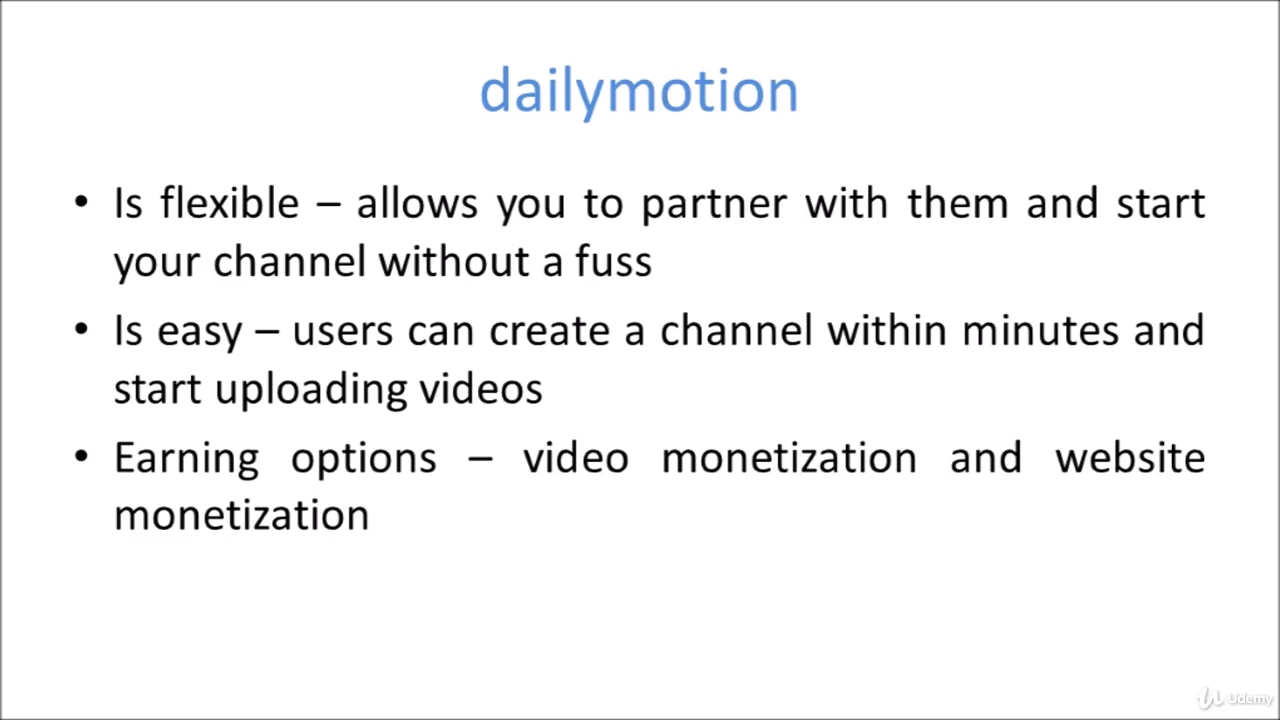 dailymotion
• Is flexible – allows you to partner with them and start
your channel without a fuss
• Is easy – users can create a channel within minutes and
start uploading videos
• Earning options – video monetization and website
monetization
Udemy